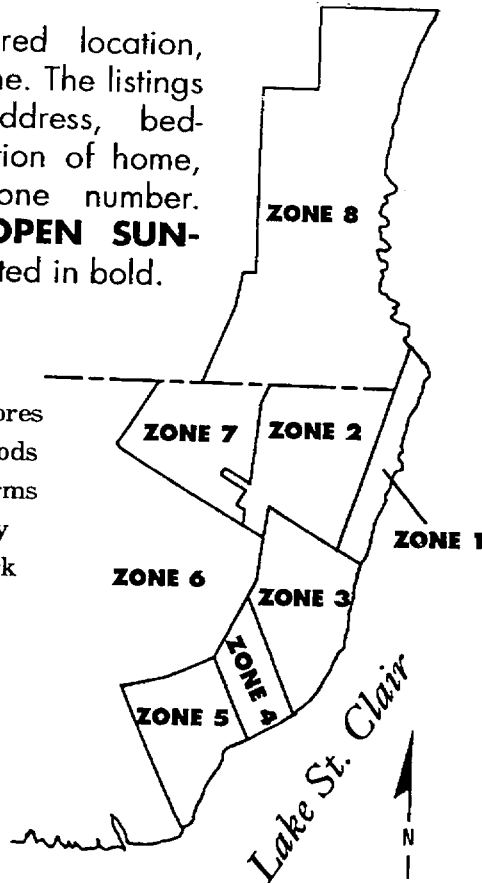 red location,
ne. The listings
ddress, bed-
tion of home,
one number.
OPEN SUN-
ted in bold.
ZONE 8
ores
ods
rms
y
rk
ZONE 7
ZONE 2
ZONE 1
ZONE 6
ZONE 3
ZONE 4
ZONE 5
Lake St. Clair
N